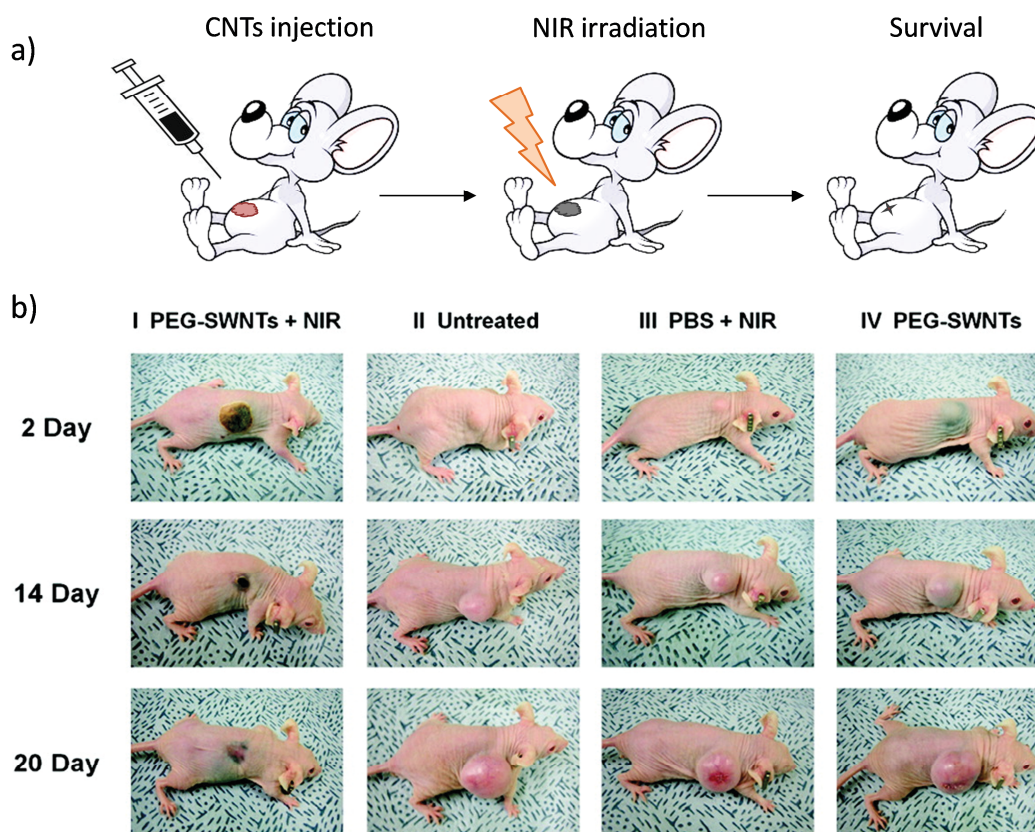 a)
CNTs injection
NIR irradiation
Survival
b)
I PEG-SWNTs + NIR
II Untreated
III PBS + NIR
IV PEG-SWNTs
2 Day
14 Day
20 Day